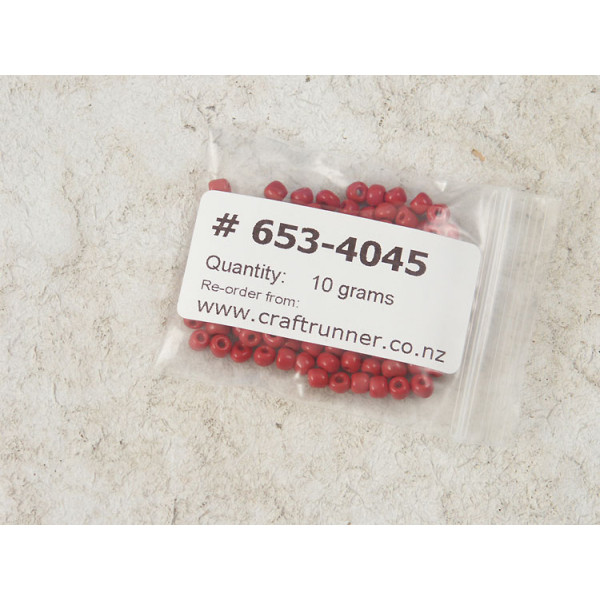 # 653-4045
Quantity: 10 grams
Re-order from:
www.craftrunner.co.nz